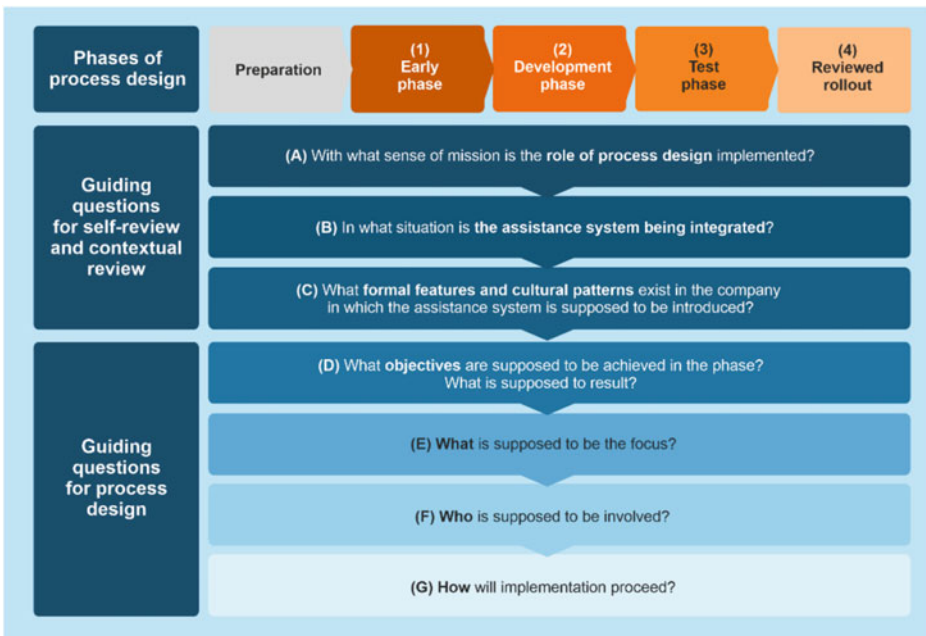 Phases of
process design
Preparation
(1)
Early
phase
(2)
Development
phase
(3)
Test
phase
(4)
Reviewed
rollout
Guiding
questions
for self-review
and contextual
review
(A) With what sense of mission is the role of process design implemented?
(B) In what situation is the assistance system being integrated?
(C) What formal features and cultural patterns exist in the company
in which the assistance system is supposed to be introduced?
Guiding
questions
for process
design
(D) What objectives are supposed to be achieved in the phase?
What is supposed to result?
(E) What is supposed to be the focus?
(F) Who is supposed to be involved?
(G) How will implementation proceed?